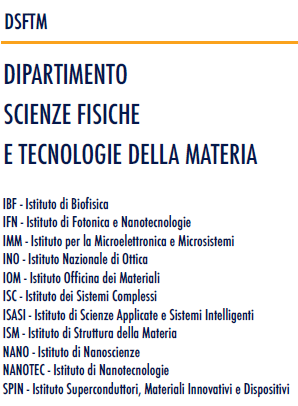 DSFTM
DIPARTIMENTO
SCIENZE FISICHE
E TECNOLOGIE DELLA MATERIA
IBF - Istituto di Biofisica
IFN - Istituto di Fotonica e Nanotecnologie
IMM - Istituto per la Microelettronica e Microsistemi
INO - Istituto Nazionale di Ottica
IOM - Istituto Officina dei Materiali
ISC - Istituto dei Sistemi Complessi
ISASI - Istituto di Scienze Applicate e Sistemi Intelligenti
ISM - Istituto di Struttura della Materia
NANO - Istituto di Nanoscienze
NANOTEC - Istituto di Nanotecnologie
SPIN - Istituto Superconduttori, Materiali Innovativi e Dispositivi